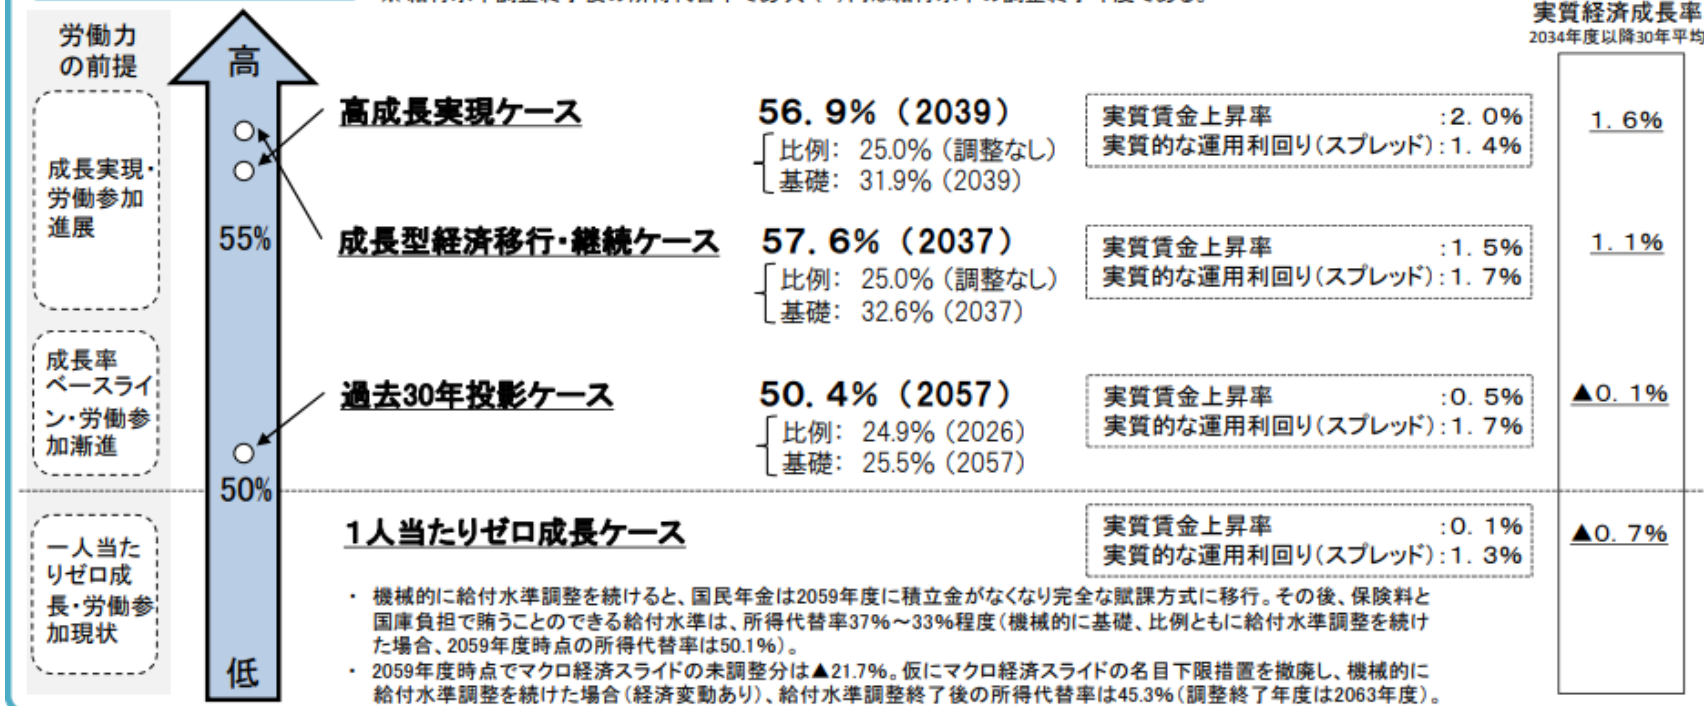 実質経済成長率
2034年度以降30年平均
労働力
の前提
高
高成長実現ケース
56.9%(2039)
比例: 25.0%(調整なし)
基礎: 31.9%(2039)
実質賃金上昇率 :2.0%
実質的な運用利回り(スプレッド):1.4%
1.6%
成長実現・
労働参加
進展
55%
成長型経済移行・継続ケース
57.6%(2037)
比例: 25.0%(調整なし)
基礎: 32.6%(2037)
実質賃金上昇率 :1.5%
実質的な運用利回り(スプレッド):1.7%
1.1%
成長率
ベースライ
ン・労働参
加漸進
過去30年投影ケース
50.4%(2057)
比例: 24.9%(2026)
基礎: 25.5%(2057)
実質賃金上昇率 :0.5%
実質的な運用利回り(スプレッド):1.7%
▲0.1%
50%
一人当た
りゼロ成
長・労働参
加現状
1人当たりゼロ成長ケース
実質賃金上昇率 :0.1%
実質的な運用利回り(スプレッド):1.3%
▲0.7%
・ 機械的に給付水準調整を続けると、国民年金は2059年度に積立金がなくなり完全な賦課方式に移行。その後、保険料と
国庫負担で賄うことのできる給付水準は、所得代替率37%~33%程度(機械的に基礎、比例ともに給付水準調整を続け
た場合、2059年度時点の所得代替率は50.1%)。
・ 2059年度時点でマクロ経済スライドの未調整分は▲21.7%。仮にマクロ経済スライドの名目下限措置を撤廃し、機械的に
給付水準調整を続けた場合(経済変動あり)、給付水準調整終了後の所得代替率は45.3%(調整終了年度は2063年度)。
低